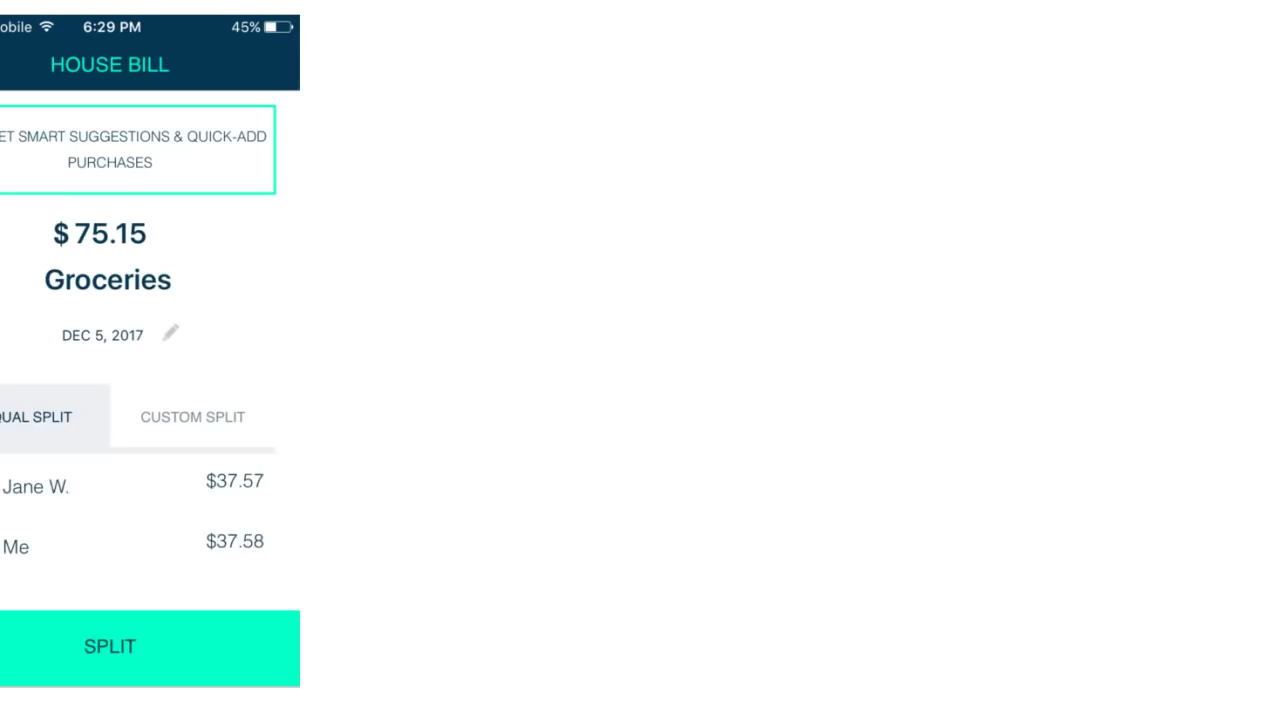 obile 6:29 PM 45%
HOUSE BILL
ET SMART SUGGESTIONS & QUICK-ADD
PURCHASES
$ 75.15
Groceries
DEC 5, 2017
QUAL SPLIT CUSTOM SPLIT
Jane W. $37.57
Me $37.58
SPLIT